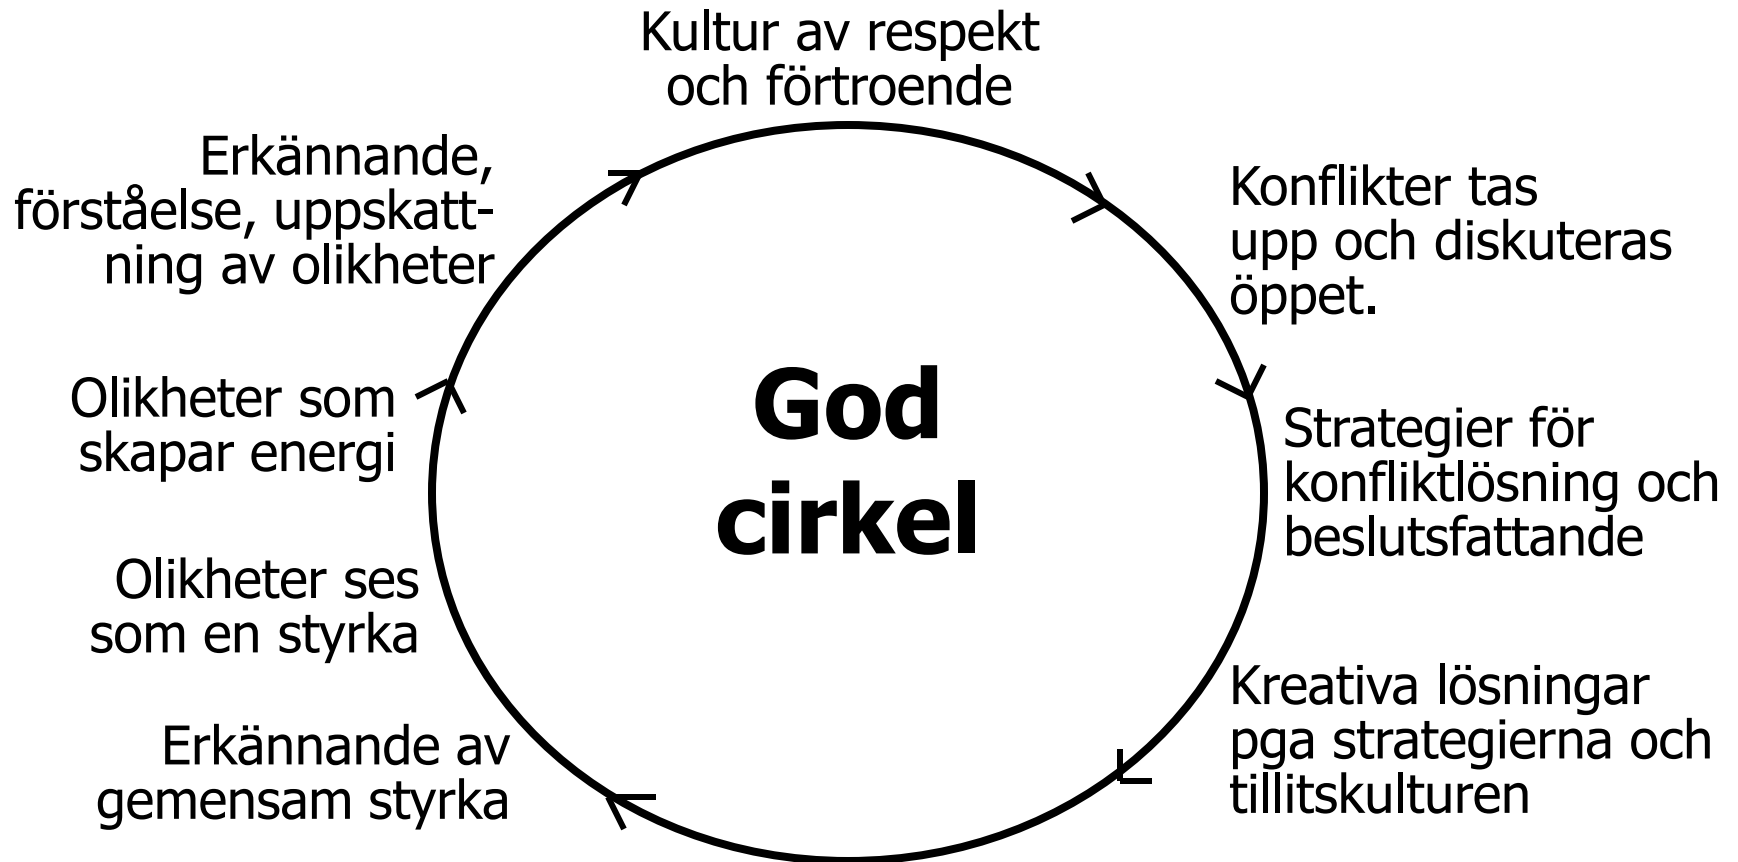 Kultur av respekt
och förtroende
Konflikter tas
upp och diskuteras
öppet.
Strategier för
konfliktlösning och
beslutsfattande
Kreativa lösningar
pga strategierna och
tillitskulturen
Erkännande av
gemensam styrka
Olikheter ses
som en styrka
Olikheter som
skapar energi
Erkännande,
förståelse, uppskatt-
ning av olikheter
God
cirkel